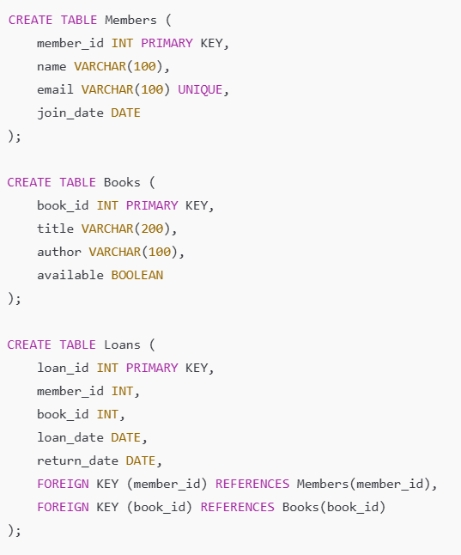 CREATE TABLE Members (
    member_id INT PRIMARY KEY,
    name VARCHAR(100),
    email VARCHAR(100) UNIQUE,
    join_date DATE
);

CREATE TABLE Books (
    book_id INT PRIMARY KEY,
    title VARCHAR(200),
    author VARCHAR(100),
    available BOOLEAN
);

CREATE TABLE Loans (
    loan_id INT PRIMARY KEY,
    member_id INT,
    book_id INT,
    loan_date DATE,
    return_date DATE,
    FOREIGN KEY (member_id) REFERENCES Members(member_id),
    FOREIGN KEY (book_id) REFERENCES Books(book_id)
);